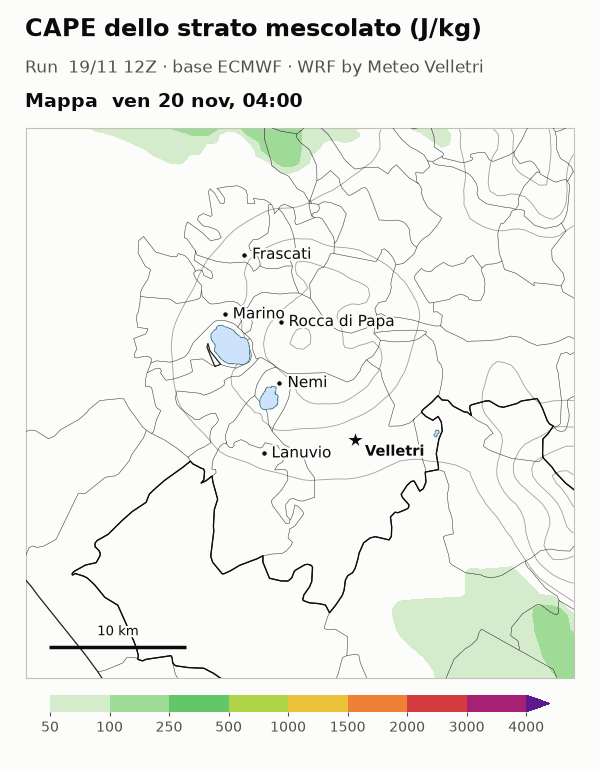 CAPE dello strato mescolato (J/kg)
Run  19/11 12Z · base ECMWF · WRF by Meteo Velletri
Mappa  ven 20 nov, 04:00
Frascati
Marino
Rocca di Papa
Nemi
Velletri
Lanuvio
10 km
50 100 250 500 1000 1500 2000 3000 4000